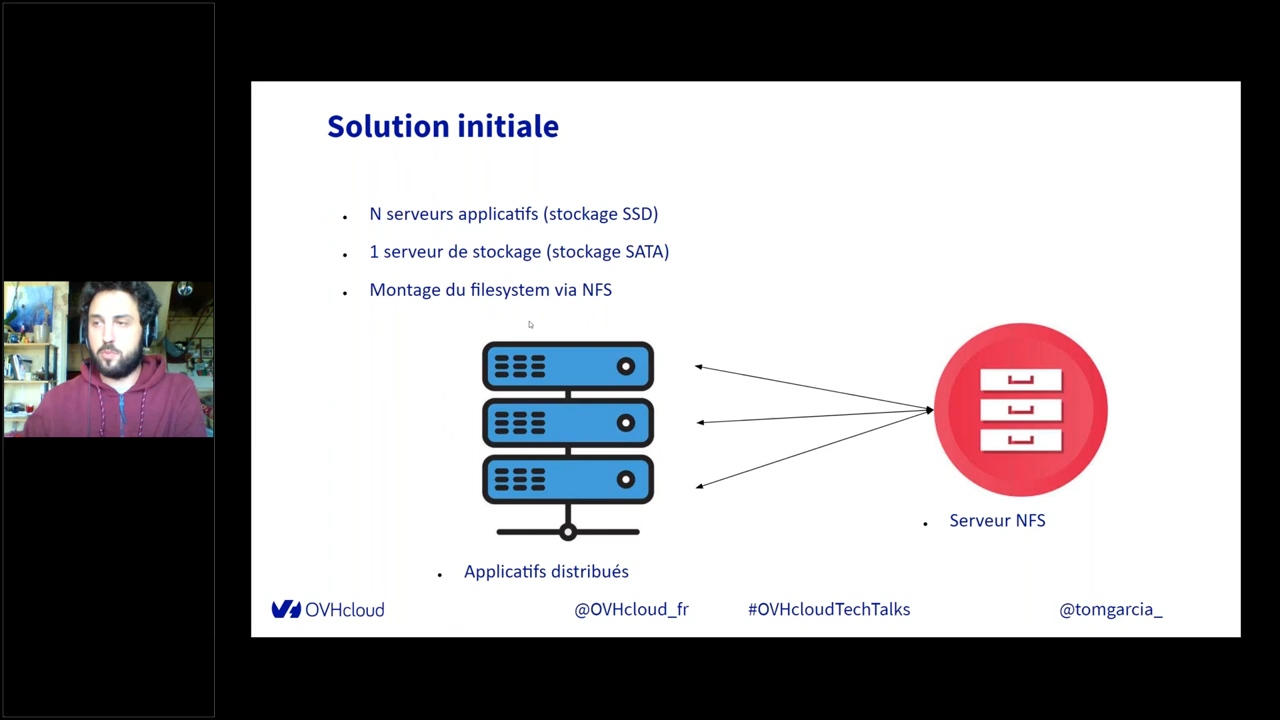 Solution initiale
N serveurs applicatifs (stockage SSD)
1 serveur de stockage (stockage SATA)
Montage du filesystem via NFS
Serveur NFS
Applicatifs distribués
OVHcloud
@OVHcloud_fr
#OVHcloudTechTalks
@tomgarcia_